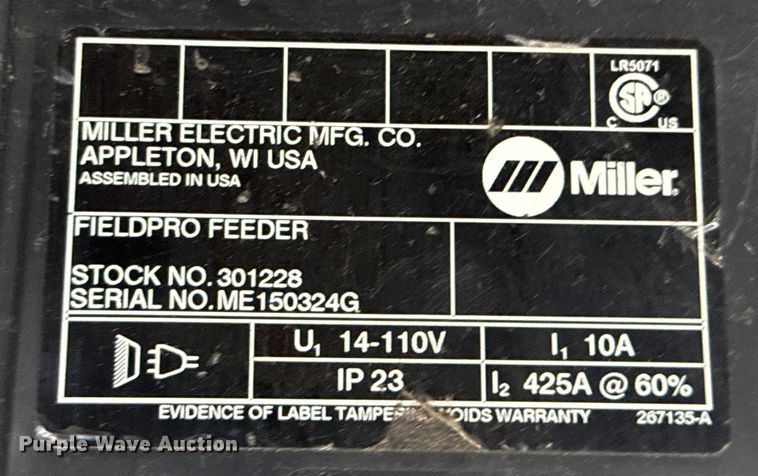 LR5071
CSA®
C US
MILLER ELECTRIC MFG. CO.
APPLETON, WI USA
ASSEMBLED IN USA
Miller®
FIELDPRO FEEDER
STOCK NO. 301228
SERIAL NO. ME150324G
U₁ 14-110V
I₁ 10A
IP 23
I₂ 425A @ 60%
EVIDENCE OF LABEL TAMPERING VOIDS WARRANTY
267135-A
Purple Wave Auction